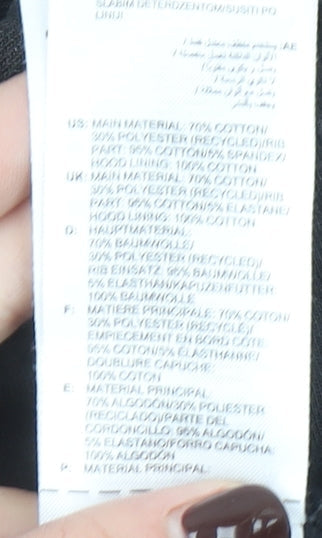 SLABIM DETERDZENTOM/SUSITI PO
LINIJI
US: MAIN MATERIAL: 70% COTTON/
30% POLYESTER (RECYCLED)/RIB
PART: 95% COTTON/5% SPANDEX/
HOOD LINING: 100% COTTON
UK: MAIN MATERIAL: 70% COTTON/
30% POLYESTER (RECYCLED)/RIB
PART: 95% COTTON/5% ELASTANE/
HOOD LINING: 100% COTTON
D: HAUPTMATERIAL:
70% BAUMWOLLE/
30% POLYESTER (RECYCLED)/
RIB EINSATZ: 95% BAUMWOLLE/
5% ELASTHAN/KAPUZENFUTTER:
100% BAUMWOLLE
F: MATIERE PRINCIPALE: 70% COTON/
30% POLYESTER (RECYCLÉ)/
EMPIECEMENT EN BORD COTE:
95% COTON/5% ELASTHANNE/
DOUBLURE CAPUCHE:
100% COTON
E: MATERIAL PRINCIPAL:
70% ALGODÓN/30% POLIESTER
(RECICLADO)/PARTE DEL
CORDONCILLO: 95% ALGODÓN/
5% ELASTANO/FORRO CAPUCHA:
100% ALGODÓN
P: MATERIAL PRINCIPAL: